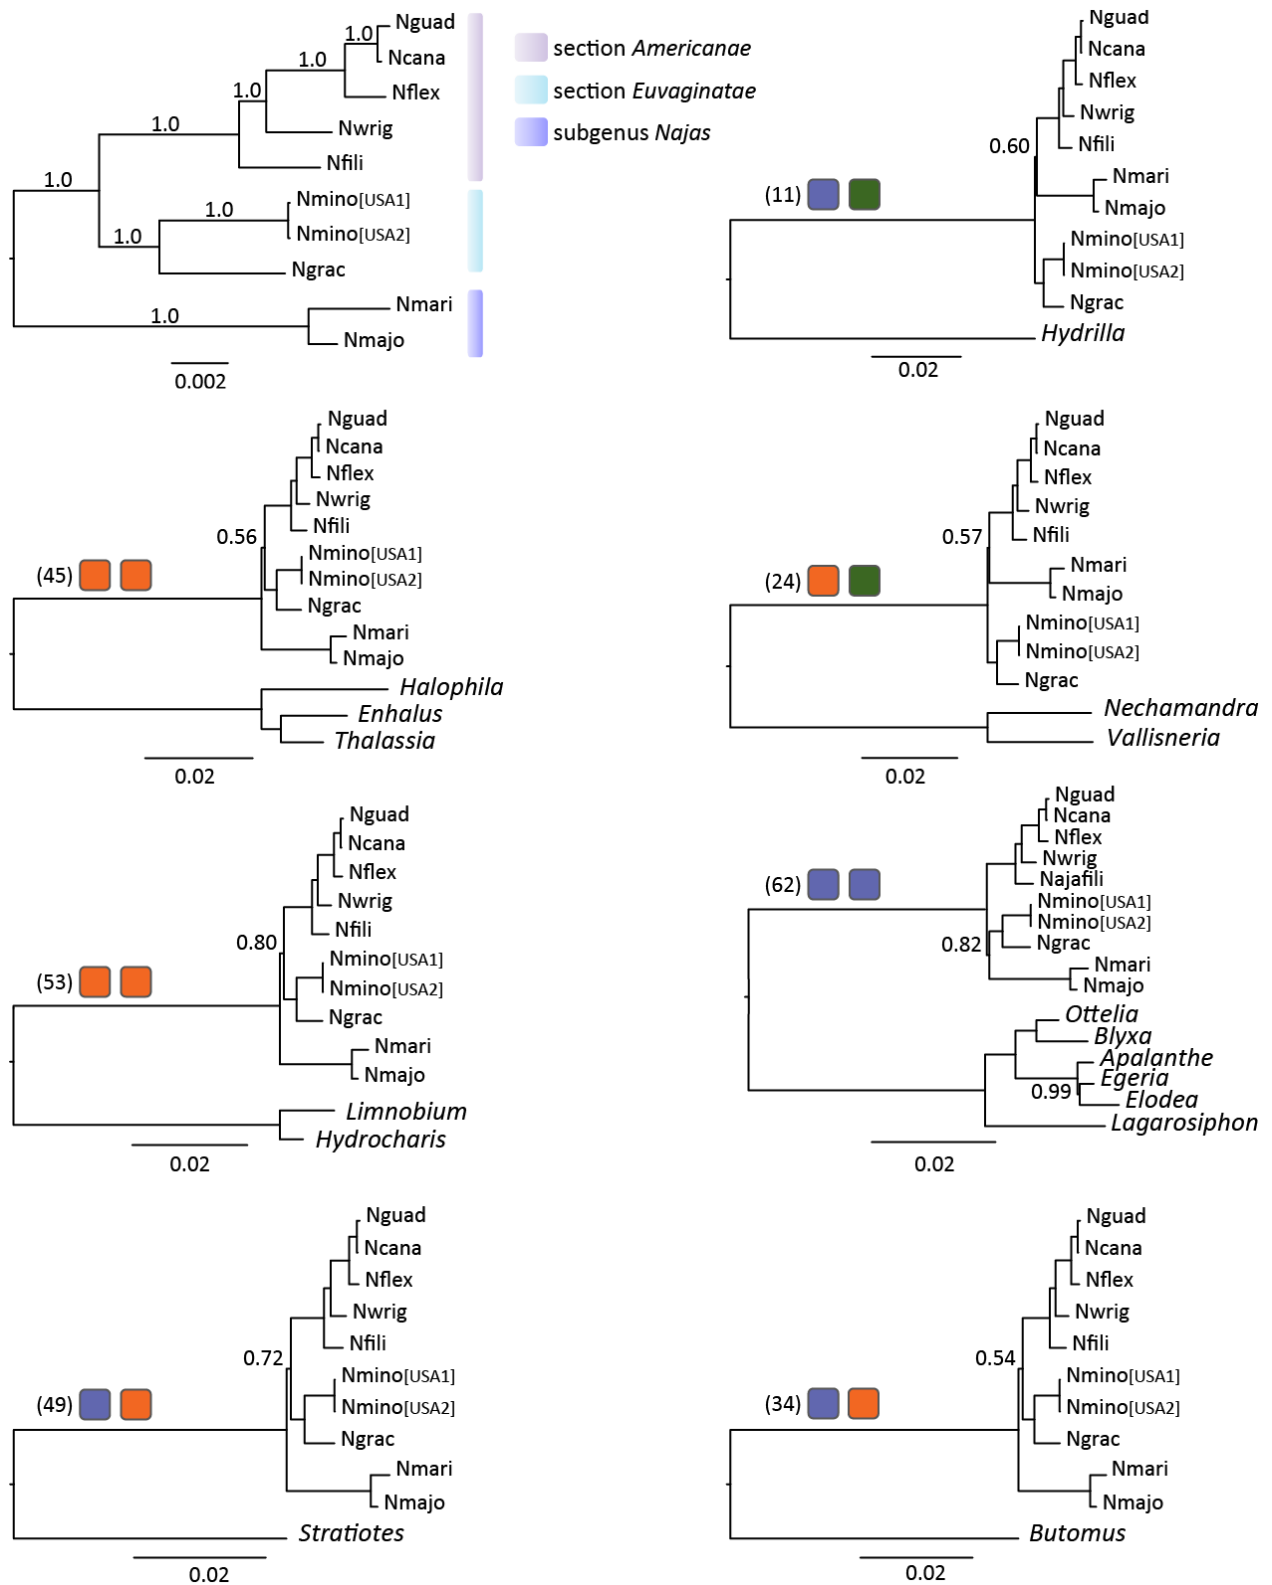 Nguad
1.0
Ncana
1.0
Nflex
1.0
Nwrig
1.0
Nfili
1.0
Nmino[USA1]
1.0
Nmino[USA2]
1.0
Ngrac
Nmari
1.0
Nmajo
0.002
section Americanae
section Euvaginatae
subgenus Najas
Nguad
Ncana
Nflex
Nwrig
Nfili
0.60
Nmari
(11)
Nmajo
Nmino[USA1]
Nmino[USA2]
Ngrac
Hydrilla
0.02
Nguad
Ncana
Nflex
Nwrig
Nfili
0.56
Nmino[USA1]
(45)
Nmino[USA2]
Ngrac
Nmari
Nmajo
Halophila
Enhalus
Thalassia
0.02
Nguad
Ncana
Nflex
Nwrig
Nfili
0.57
Nmari
(24)
Nmajo
Nmino[USA1]
Nmino[USA2]
Ngrac
Nechamandra
Vallisneria
0.02
Nguad
Ncana
Nflex
Nwrig
Nfili
0.80
Nmino[USA1]
(53)
Nmino[USA2]
Ngrac
Nmari
Nmajo
Limnobium
Hydrocharis
0.02
Nguad
Ncana
Nflex
Nwrig
Najafili
(62)
Nmino[USA1]
Nmino[USA2]
0.82
Ngrac
Nmari
Nmajo
Ottelia
Blyxa
Apalanthe
Egeria
0.99
Elodea
Lagarosiphon
0.02
Nguad
Ncana
Nflex
Nwrig
Nfili
0.72
Nmino[USA1]
(49)
Nmino[USA2]
Ngrac
Nmari
Nmajo
Stratiotes
0.02
Nguad
Ncana
Nflex
Nwrig
Nfili
0.54
Nmino[USA1]
(34)
Nmino[USA2]
Ngrac
Nmari
Nmajo
Butomus
0.02